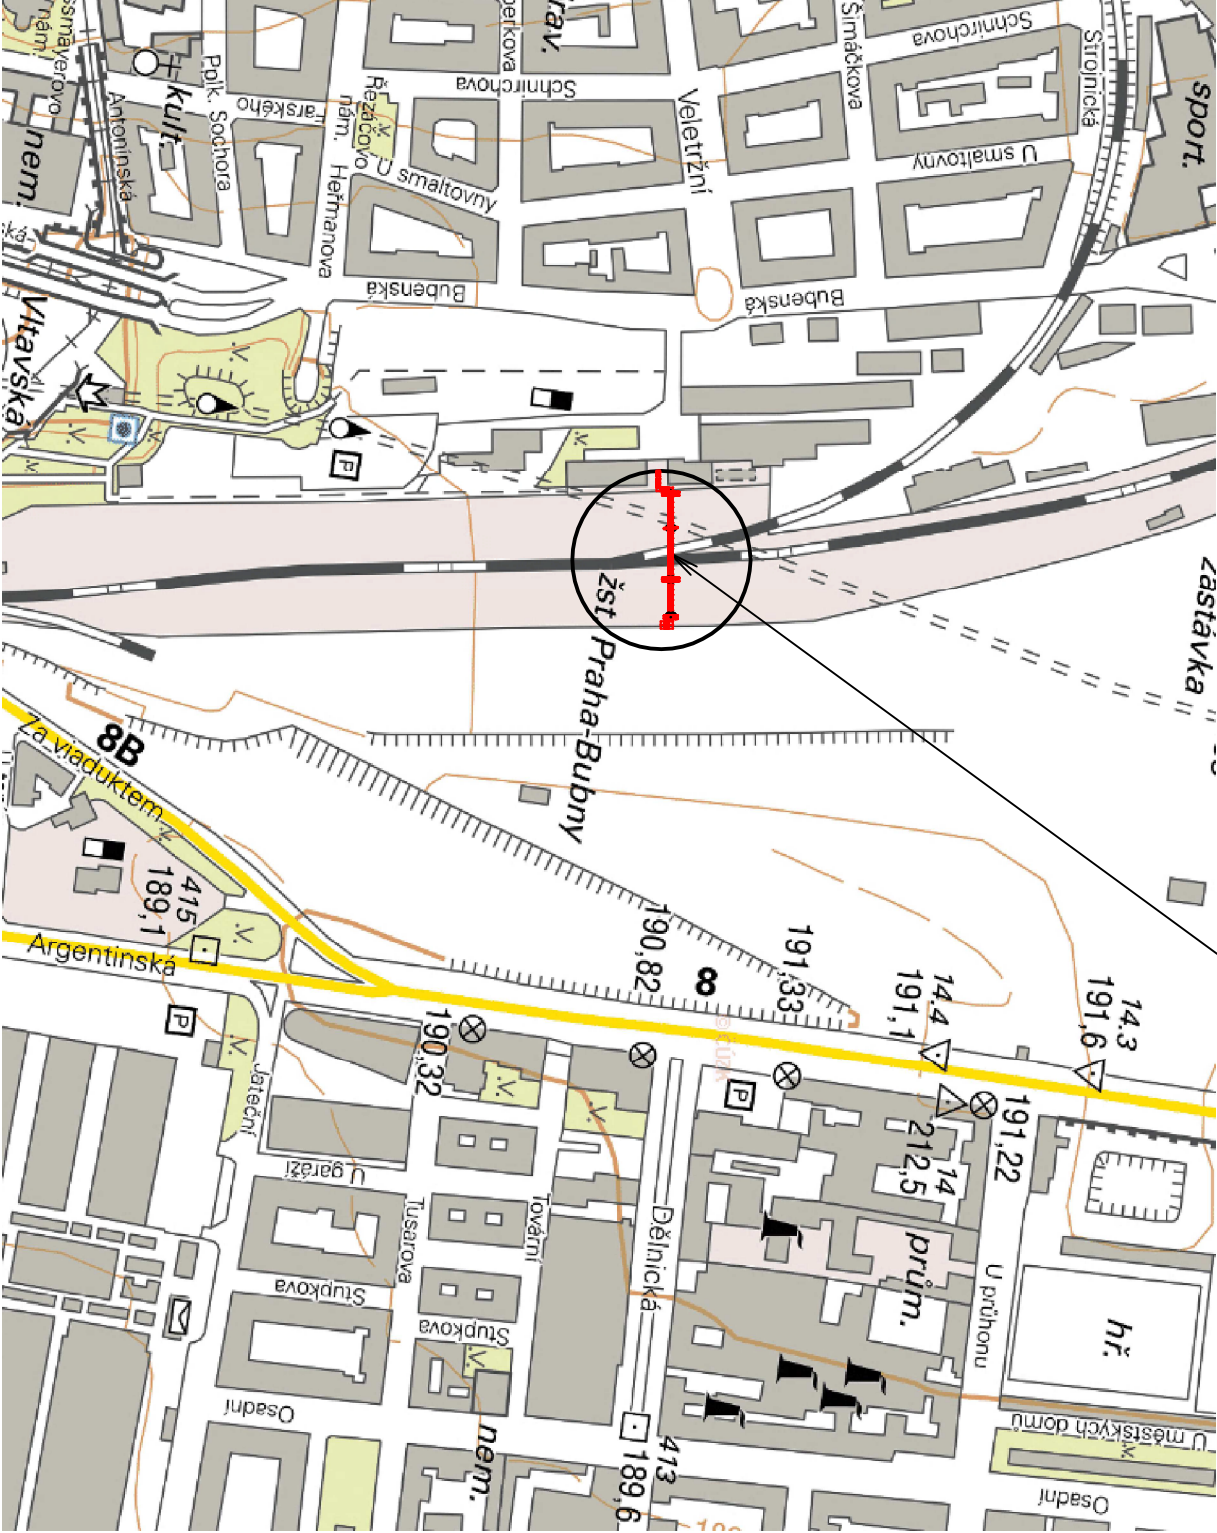 nám.
Antonínská
nem.
kult.
Pplk. Sochora
Farského
nám.
Řezáčovo
U smaltovny
Heřmanova
Schnirchova
rav.
Veletržní
Šimáčkova
Schnirchova
Strojnická
sport.
U smaltovny
Bubenská
Bubenská
Vltavská
P
žst. Praha-Bubny
zastávka
Za viaduktem
8B
415
189,1
Argentinská
P
190,32
190,82
8
191,33
14.4
191,1
14.3
191,6
P
14
212,5
191,22
Jateční
U garáží
Tusarova
Tovární
Dělnická
Stupkova
Stupkova
prům.
U průhonu
hř.
Osadní
nem.
413
189,6
U městských domů
Osadní